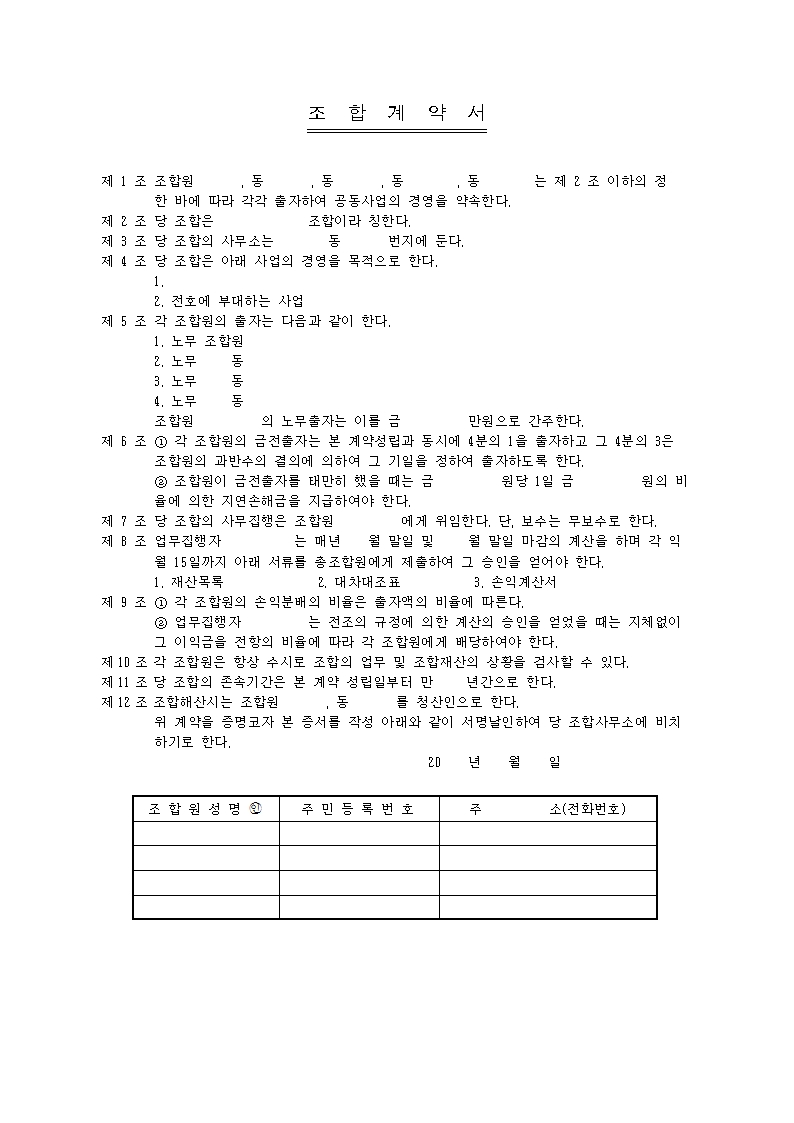 조 합 계 약 서
제 1 조 조합원 , 동 , 동 , 동 , 동 는 제 2 조 이하의 정
한 바에 따라 각각 출자하여 공동사업의 경영을 약속한다.
제 2 조 당 조합은 조합이라 칭한다.
제 3 조 당 조합의 사무소는 동 번지에 둔다.
제 4 조 당 조합은 아래 사업의 경영을 목적으로 한다.
1.
2. 전호에 부대하는 사업
제 5 조 각 조합원의 출자는 다음과 같이 한다.
1. 노무 조합원
2. 노무 동
3. 노무 동
4. 노무 동
조합원 의 노무출자는 이를 금 만원으로 간주한다.
제 6 조 ① 각 조합원의 금전출자는 본 계약성립과 동시에 4분의 1을 출자하고 그 4분의 3은
조합원의 과반수의 결의에 의하여 그 기일을 정하여 출자하도록 한다.
② 조합원이 금전출자를 태만히 했을 때는 금 원당 1일 금 원의 비
율에 의한 지연손해금을 지급하여야 한다.
제 7 조 당 조합의 사무집행은 조합원 에게 위임한다. 단, 보수는 무보수로 한다.
제 8 조 업무집행자 는 매년 월 말일 및 월 말일 마감의 계산을 하며 각 익
월 15일까지 아래 서류를 총조합원에게 제출하여 그 승인을 얻어야 한다.
1. 재산목록 2. 대차대조표 3. 손익계산서
제 9 조 ① 각 조합원의 손익분배의 비율은 출자액의 비율에 따른다.
② 업무집행자 는 전조의 규정에 의한 계산의 승인을 얻었을 때는 지체없이
그 이익금을 전항의 비율에 따라 각 조합원에게 배당하여야 한다.
제10 조 각 조합원은 항상 수시로 조합의 업무 및 조합재산의 상황을 검사할 수 있다.
제11 조 당 조합의 존속기간은 본 계약 성립일부터 만 년간으로 한다.
제12 조 조합해산시는 조합원 , 동 를 청산인으로 한다.
위 계약을 증명코자 본 증서를 작성 아래와 같이 서명날인하여 당 조합사무소에 비치
하기로 한다.
20 년 월 일
조 합 원 성 명 ㊞ 주 민 등 록 번 호 주 소(전화번호)